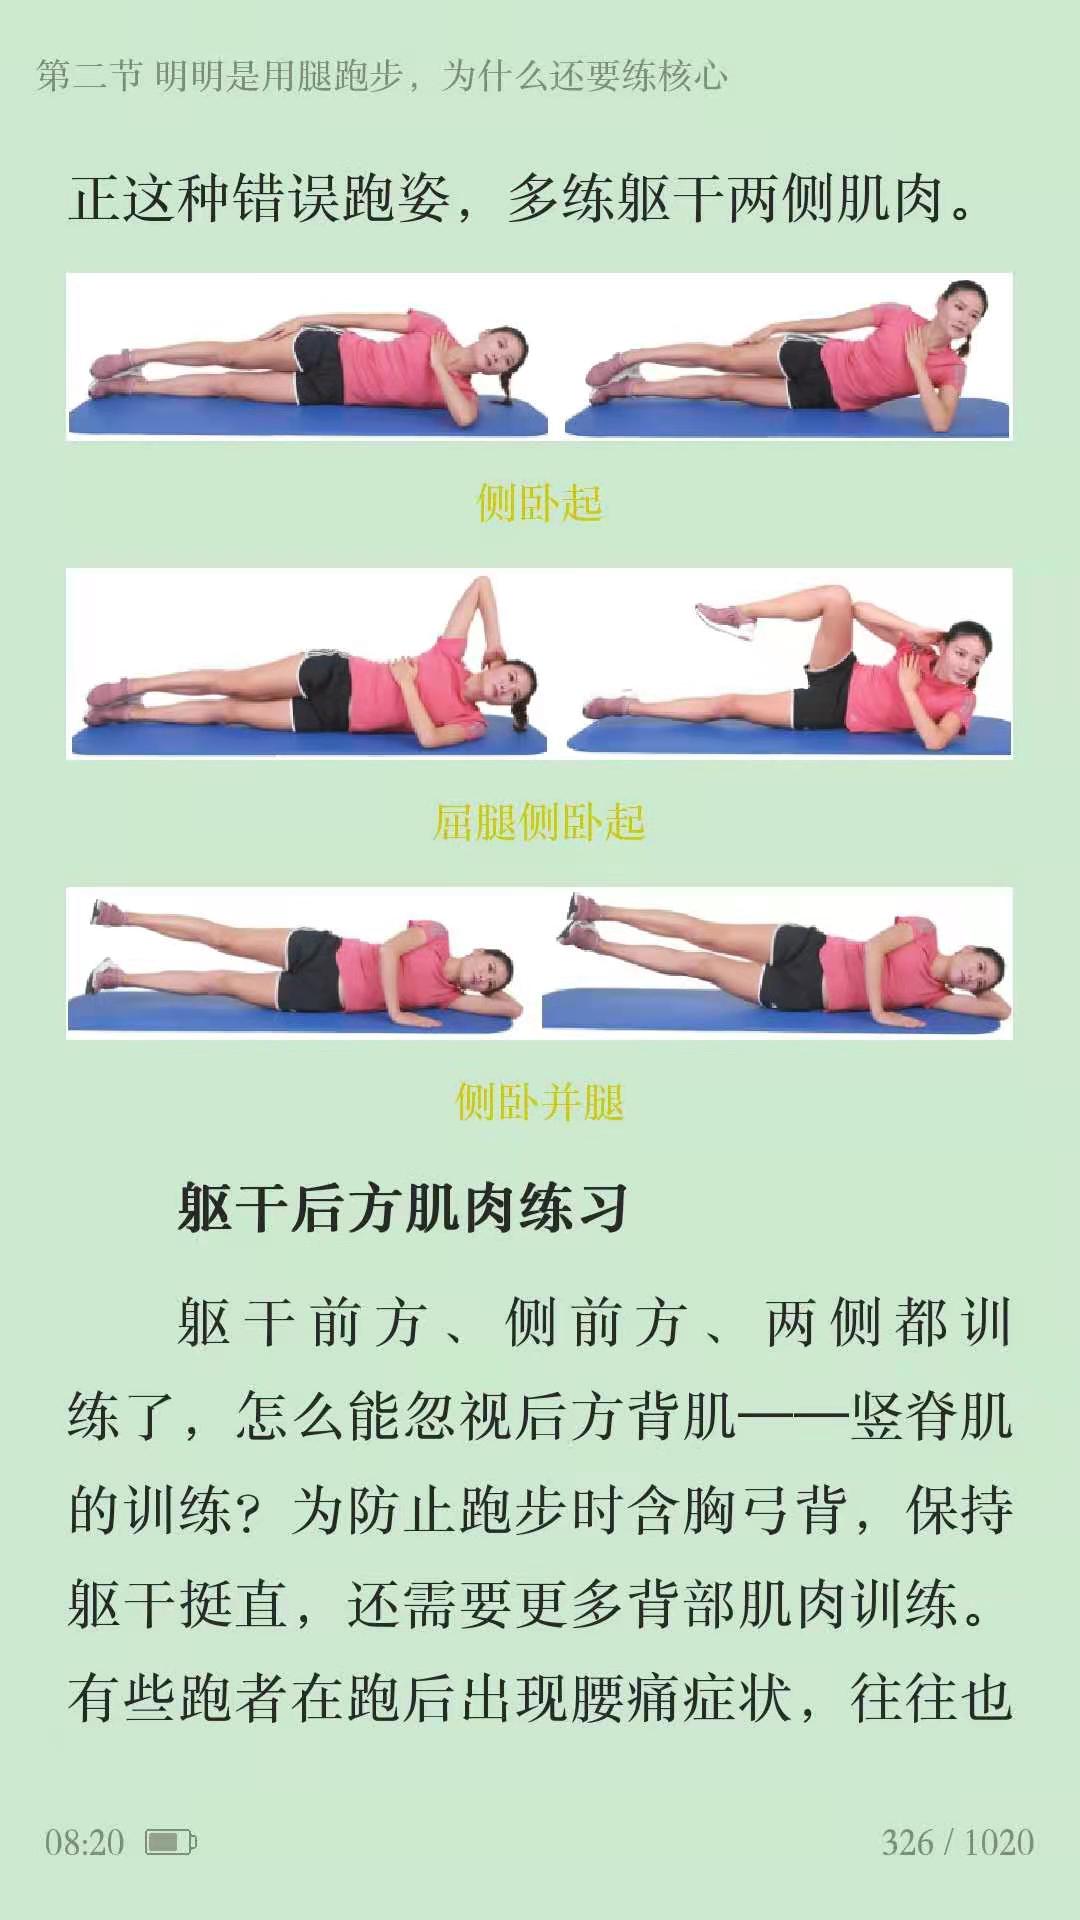 第二节 明明是用腿跑步，为什么还要练核心
正这种错误跑姿，多练躯干两侧肌肉。
侧卧起
屈腿侧卧起
侧卧并腿
躯干后方肌肉练习
躯干前方、侧前方、两侧都训
练了，怎么能忽视后方背肌——竖脊肌
的训练？为防止跑步时含胸弓背，保持
躯干挺直，还需要更多背部肌肉训练。
有些跑者在跑后出现腰痛症状，往往也
08:20
326 / 1020